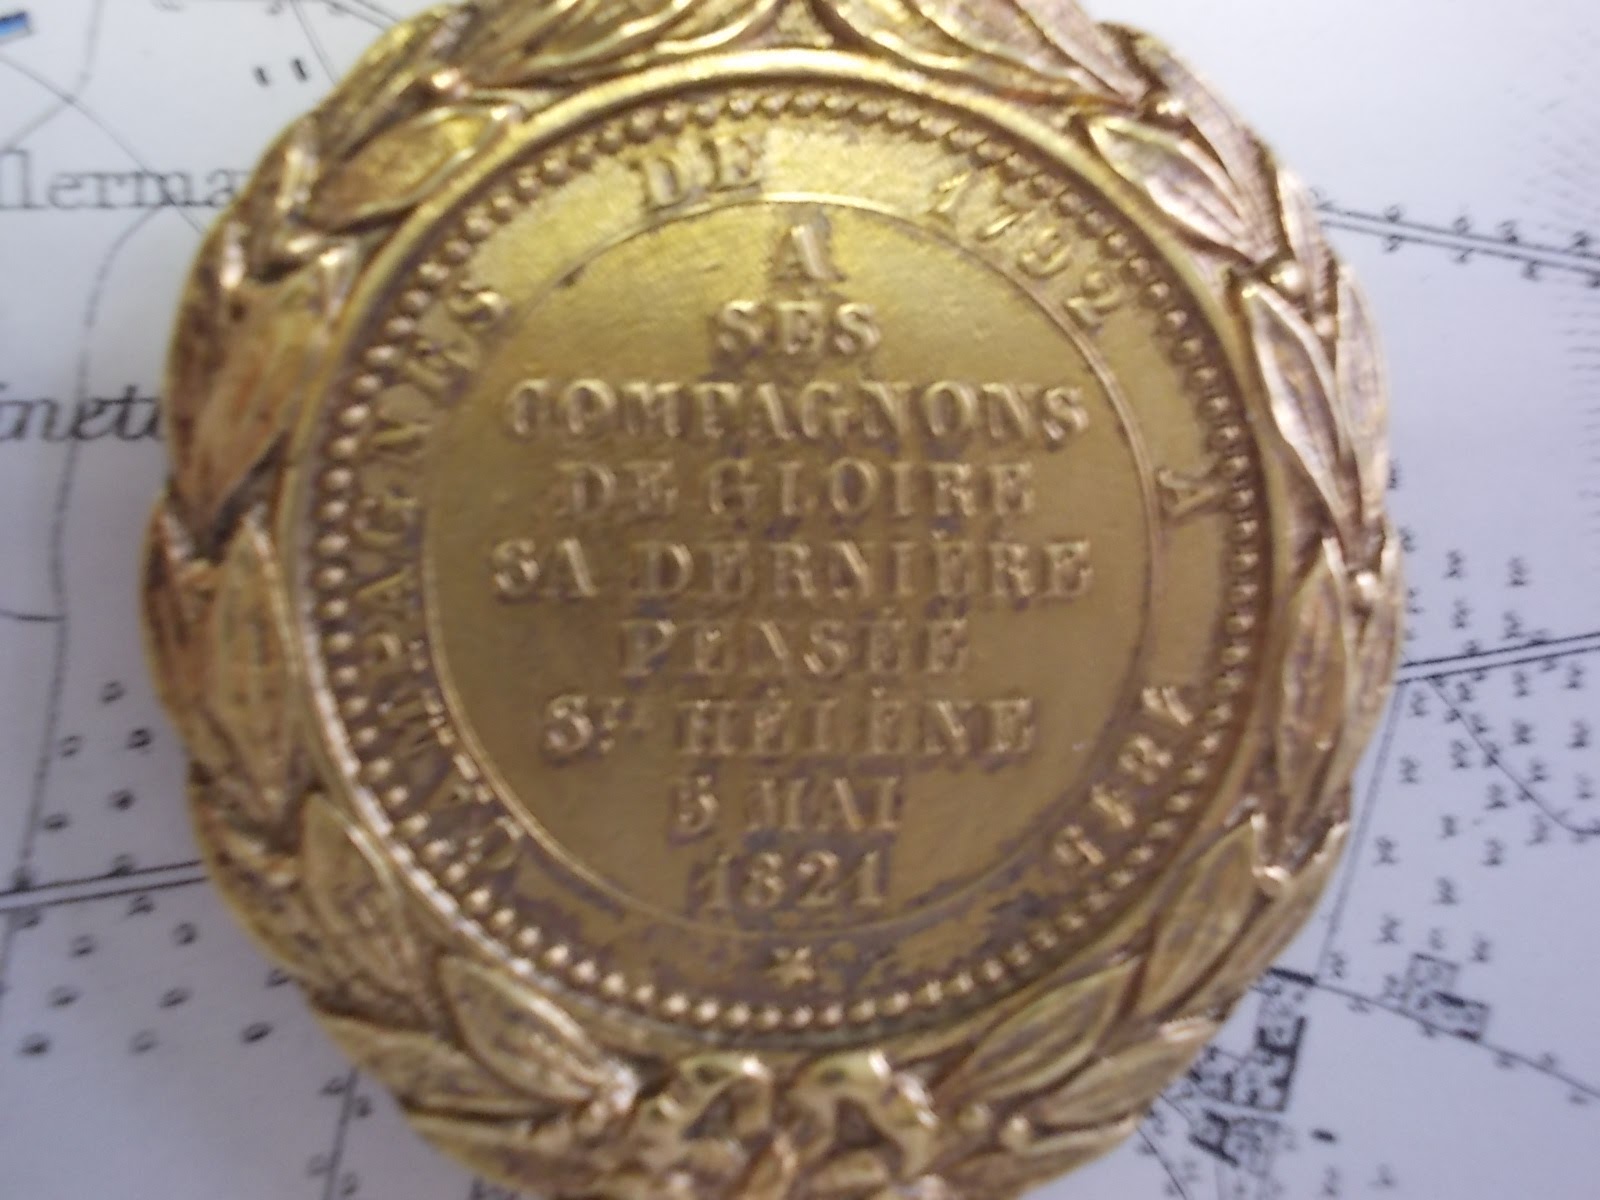 CAMPAGNES DE 1792 A 1815
A
SES
COMPAGNONS
DE GLOIRE
SA DERNIÈRE
PENSÉE
STE HÉLÈNE
5 MAI
1821
*